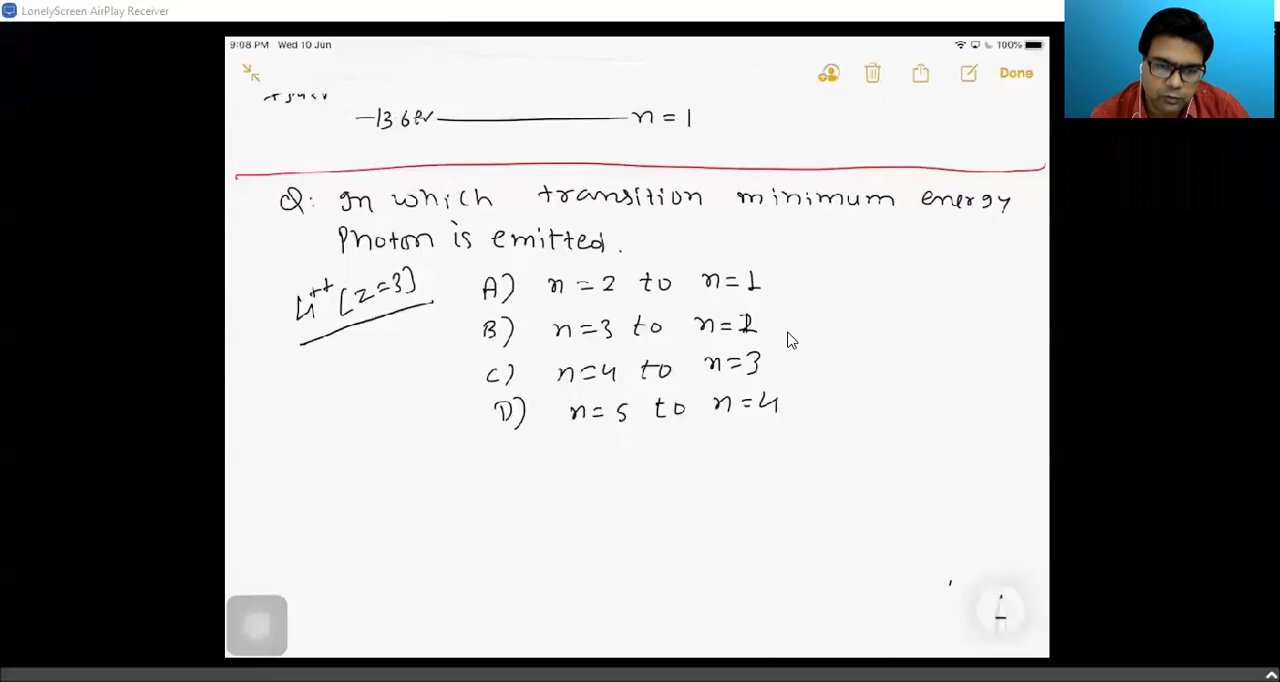 LonelyScreen AirPlay Receiver
9:08 PM Wed 10 Jun
100%
Done
-13.6eV n = 1
Q: In which transition minimum energy
Photon is emitted.
Li++ [z=3]
A) n = 2 to n = 1
B) n = 3 to n = 2
C) n = 4 to n = 3
D) n = 5 to n = 4